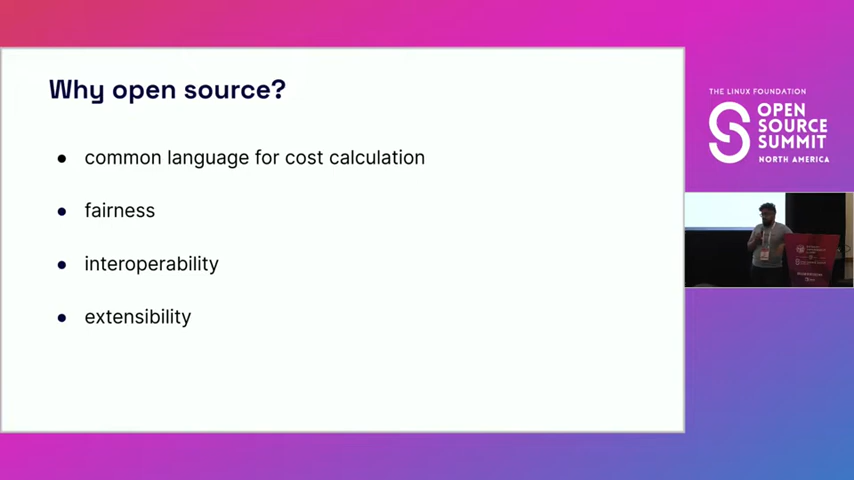 Why open source?
● common language for cost calculation
● fairness
● interoperability
● extensibility
THE LINUX FOUNDATION
OPEN
SOURCE
SUMMIT
NORTH AMERICA